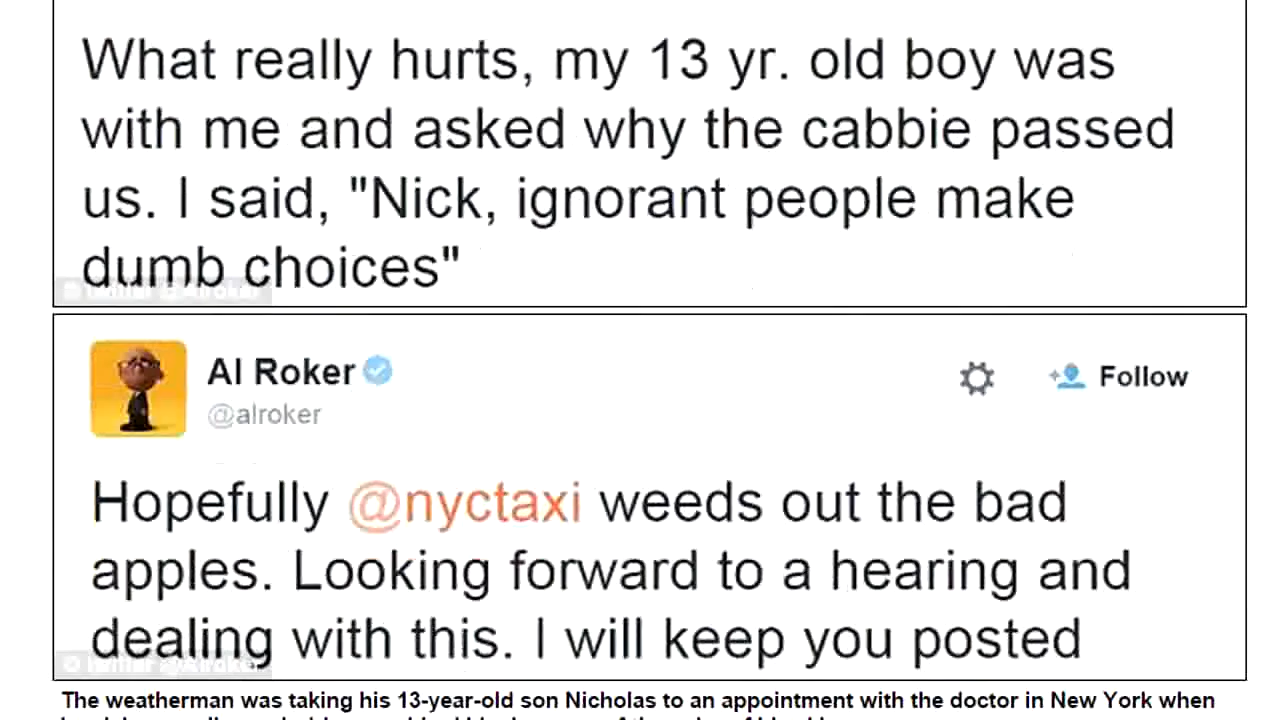 What really hurts, my 13 yr. old boy was
with me and asked why the cabbie passed
us. I said, "Nick, ignorant people make
dumb choices"
Al Roker
@alroker
Follow
Hopefully @nyctaxi weeds out the bad
apples. Looking forward to a hearing and
dealing with this. I will keep you posted
The weatherman was taking his 13-year-old son Nicholas to an appointment with the doctor in New York when